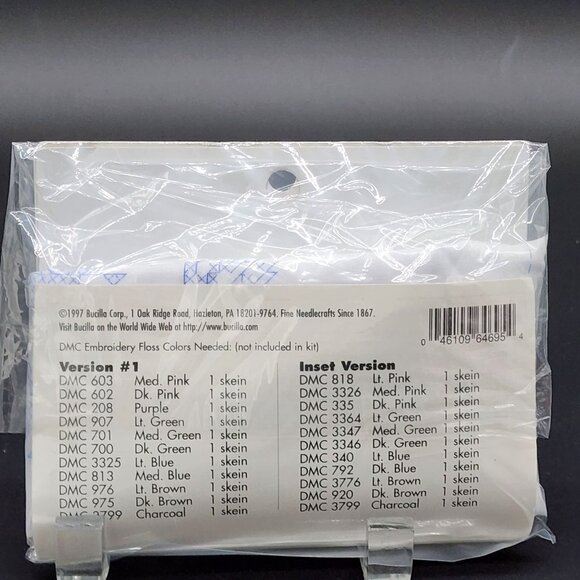 ©1997 Bucilla Corp., 1 Oak Ridge Road, Hazleton, PA 18201-9764. Fine Needlecrafts Since 1867.
Visit Bucilla on the World Wide Web at http://www.bucilla.com
0 46109 64695 4
DMC Embroidery Floss Colors Needed: (not included in kit)
Version #1
DMC 603 Med. Pink 1 skein
DMC 602 Dk. Pink 1 skein
DMC 208 Purple 1 skein
DMC 907 Lt. Green 1 skein
DMC 701 Med. Green 1 skein
DMC 700 Dk. Green 1 skein
DMC 3325 Lt. Blue 1 skein
DMC 813 Med. Blue 1 skein
DMC 976 Lt. Brown 1 skein
DMC 975 Dk. Brown 1 skein
DMC 3799 Charcoal 1 skein
Inset Version
DMC 818 Lt. Pink 1 skein
DMC 3326 Med. Pink 1 skein
DMC 335 Dk. Pink 1 skein
DMC 3364 Lt. Green 1 skein
DMC 3347 Med. Green 1 skein
DMC 3346 Dk. Green 1 skein
DMC 340 Lt. Blue 1 skein
DMC 792 Med. Blue 1 skein
DMC 3776 Lt. Brown 1 skein
DMC 920 Dk. Brown 1 skein
DMC 3799 Charcoal 1 skein